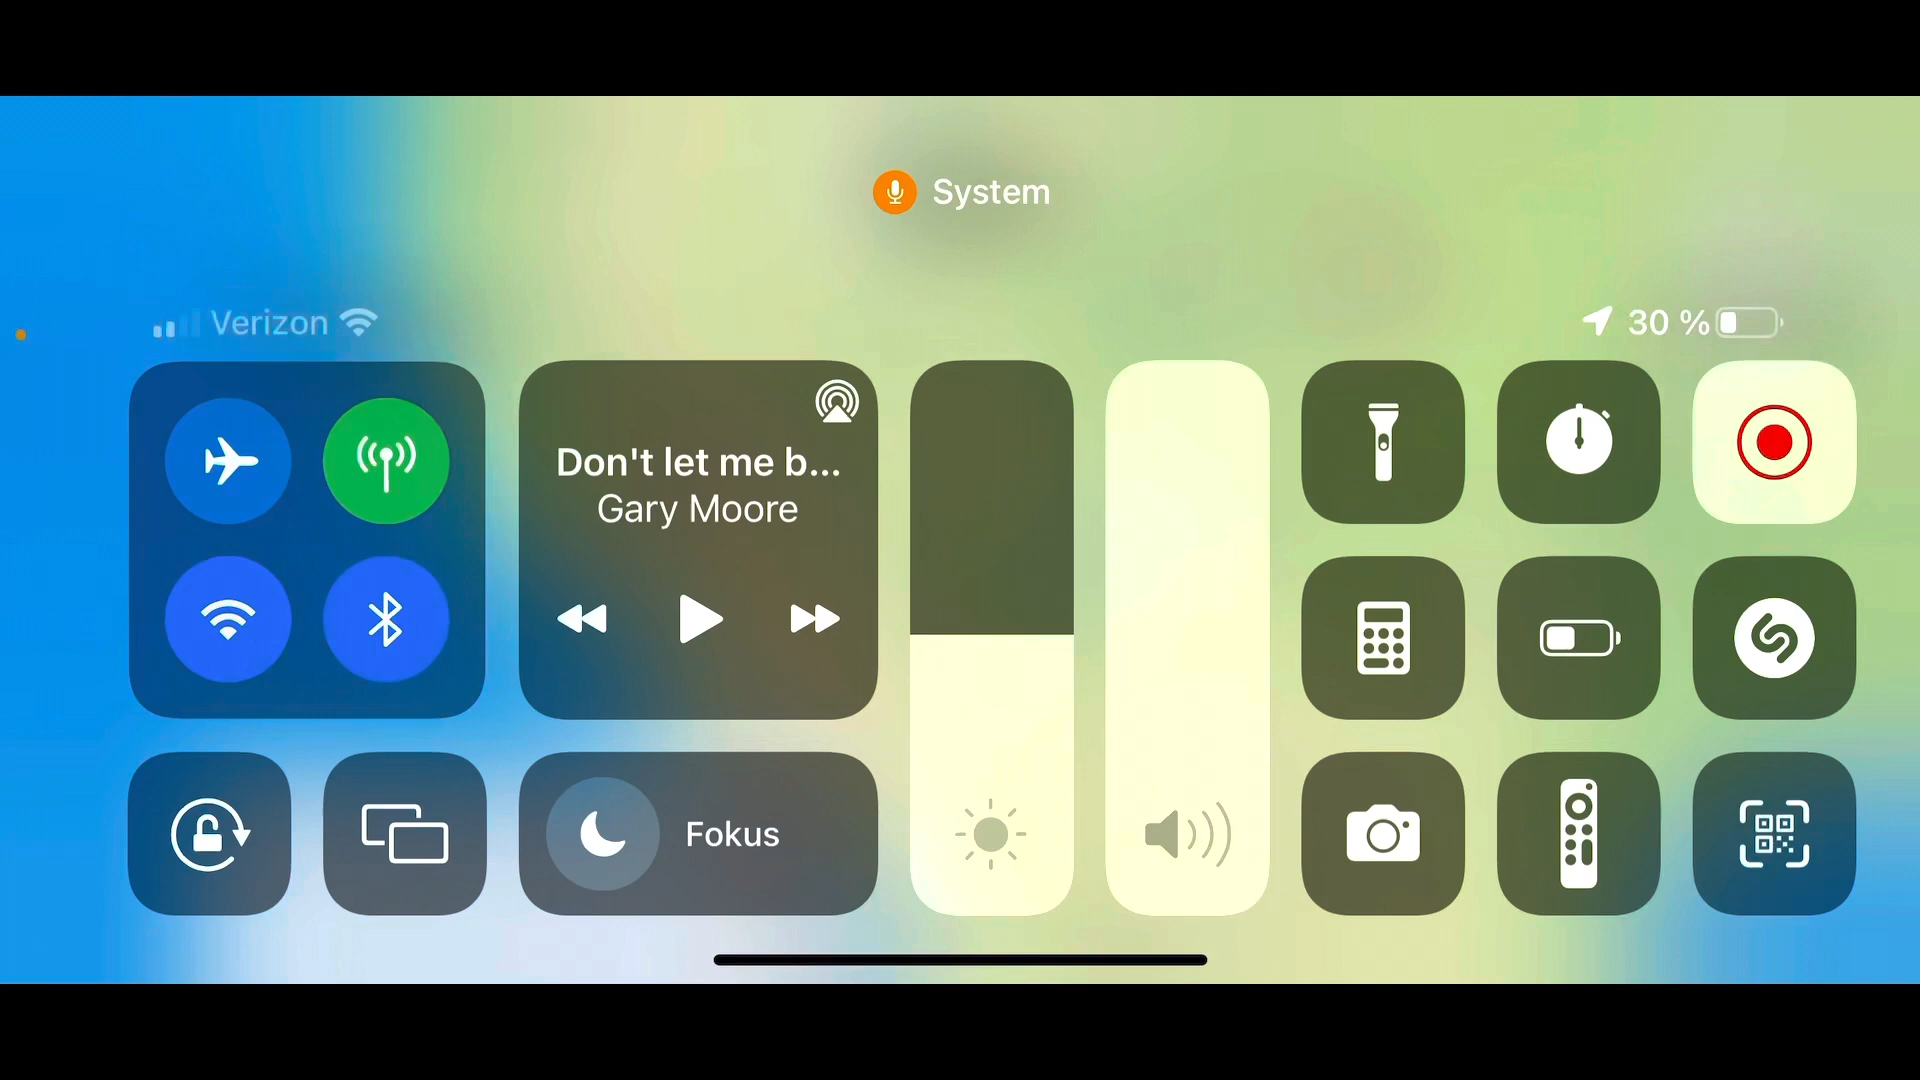 System
Verizon
30 %
Don't let me b...
Gary Moore
Fokus